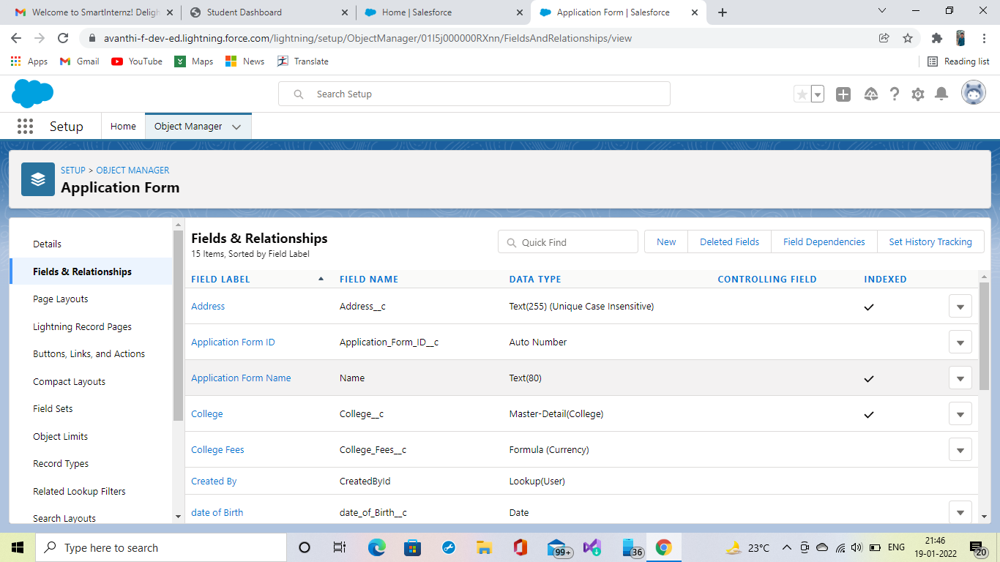 Welcome to SmartInternz! Deligh
Student Dashboard
Home | Salesforce
Application Form | Salesforce
avanthi-f-dev-ed.lightning.force.com/lightning/setup/ObjectManager/01I5j000000RXnn/FieldsAndRelationships/view
Apps
Gmail
YouTube
Maps
News
Translate
Reading list
Search Setup
Setup
Home
Object Manager
SETUP > OBJECT MANAGER
Application Form
Details
Fields & Relationships
Page Layouts
Lightning Record Pages
Buttons, Links, and Actions
Compact Layouts
Field Sets
Object Limits
Record Types
Related Lookup Filters
Search Layouts
Fields & Relationships
15 Items, Sorted by Field Label
Quick Find
New
Deleted Fields
Field Dependencies
Set History Tracking
FIELD LABEL FIELD NAME DATA TYPE CONTROLLING FIELD INDEXED
Address Address__c Text(255) (Unique Case Insensitive)
Application Form ID Application_Form_ID__c Auto Number
Application Form Name Name Text(80)
College College__c Master-Detail(College)
College Fees College_Fees__c Formula (Currency)
Created By CreatedById Lookup(User)
date of Birth date_of_Birth__c Date
Type here to search
99+
36
23°C
ENG
21:46
19-01-2022
20